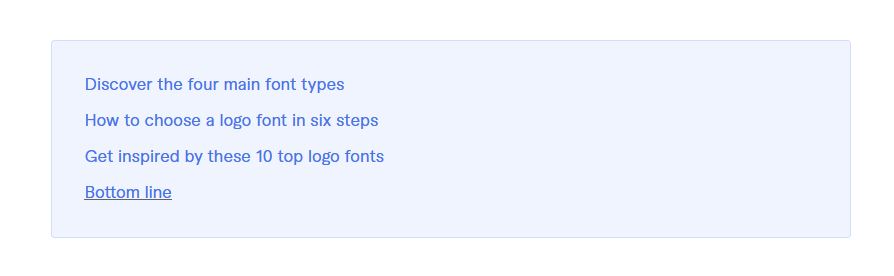 Discover the four main font types
How to choose a logo font in six steps
Get inspired by these 10 top logo fonts
Bottom line